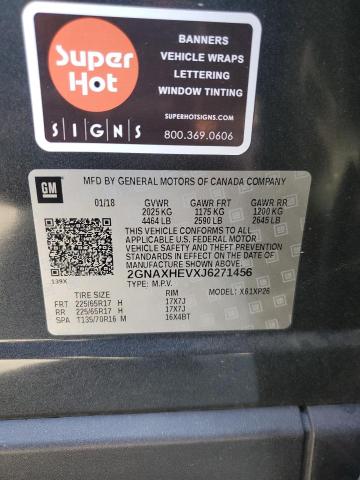 Super
Hot
SIGNS
BANNERS
VEHICLE WRAPS
LETTERING
WINDOW TINTING
SUPERHOTSIGNS.COM
800.369.0606
GM
MFD BY GENERAL MOTORS OF CANADA COMPANY
01/18 GVWR GAWR FRT GAWR RR
2025 KG 1175 KG 1200 KG
4464 LB 2590 LB 2645 LB
THIS VEHICLE CONFORMS TO ALL
APPLICABLE U.S. FEDERAL MOTOR
VEHICLE SAFETY AND THEFT PREVENTION
STANDARDS IN EFFECT ON THE DATE OF
MANUFACTURE SHOWN ABOVE.
2GNAXHEVXJ6271456
139X TYPE: M.P.V. MODEL: X61XP26
TIRE SIZE RIM
FRT 225/65R17 H 17X7J
RR 225/65R17 H 17X7J
SPA T135/70R16 M 16X4BT